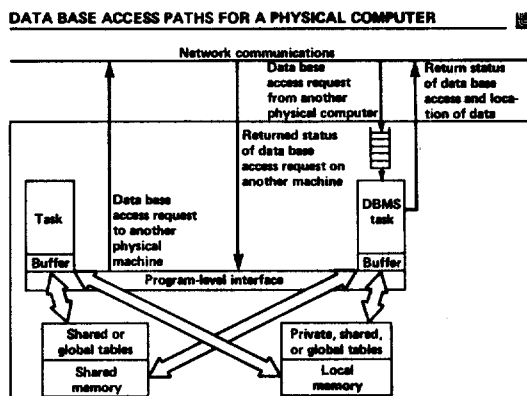 DATA BASE ACCESS PATHS FOR A PHYSICAL COMPUTER
Network communications
Data base
access request
from another
physical computer
Return status
of data base
access and loca-
tion of data
Returned status
of data base
access request on
another machine
Data base
access request
to another
physical
machine
Task
Buffer
DBMS
task
Buffer
Program-level interface
Shared or
global tables
Shared
memory
Private, shared,
or global tables
Local
memory